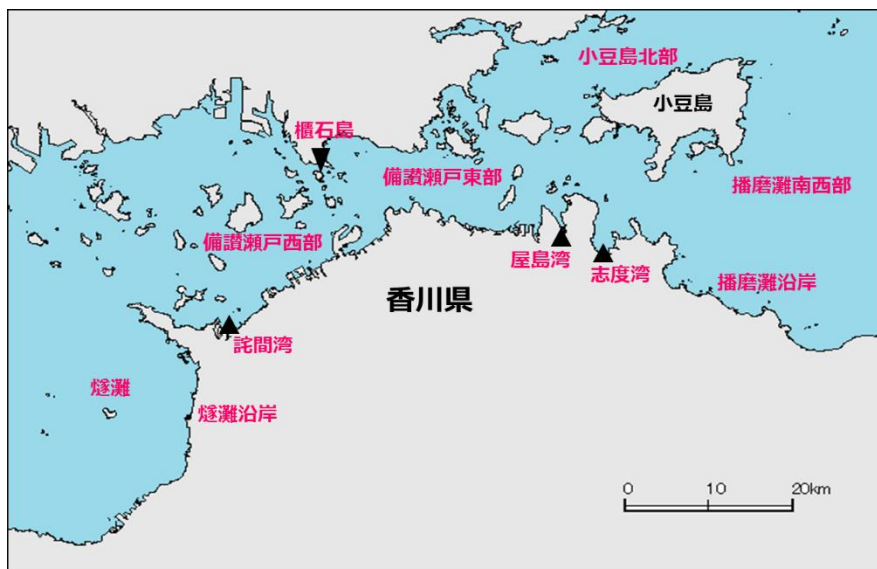 小豆島北部
小豆島
櫃石島
備讃瀬戸東部
播磨灘南西部
備讃瀬戸西部
屋島湾
志度湾
播磨灘沿岸
香川県
詫間湾
燧灘
燧灘沿岸
0 10 20km